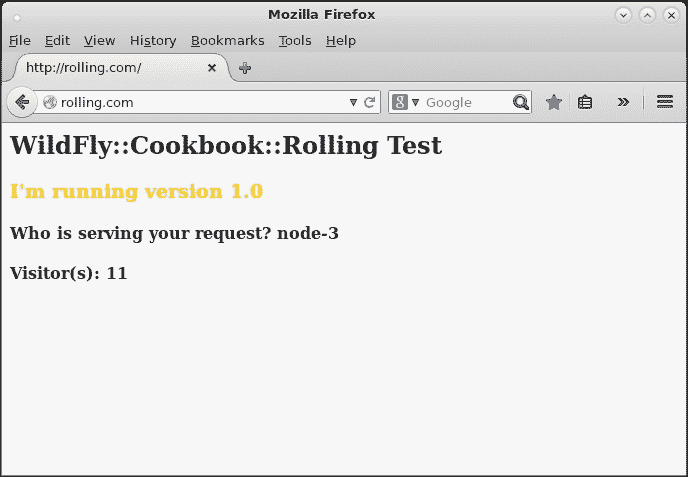 Mozilla Firefox
File Edit View History Bookmarks Tools Help
http://rolling.com/
rolling.com
8 Google
WildFly::Cookbook::Rolling Test
I'm running version 1.0
Who is serving your request? node-3
Visitor(s): 11